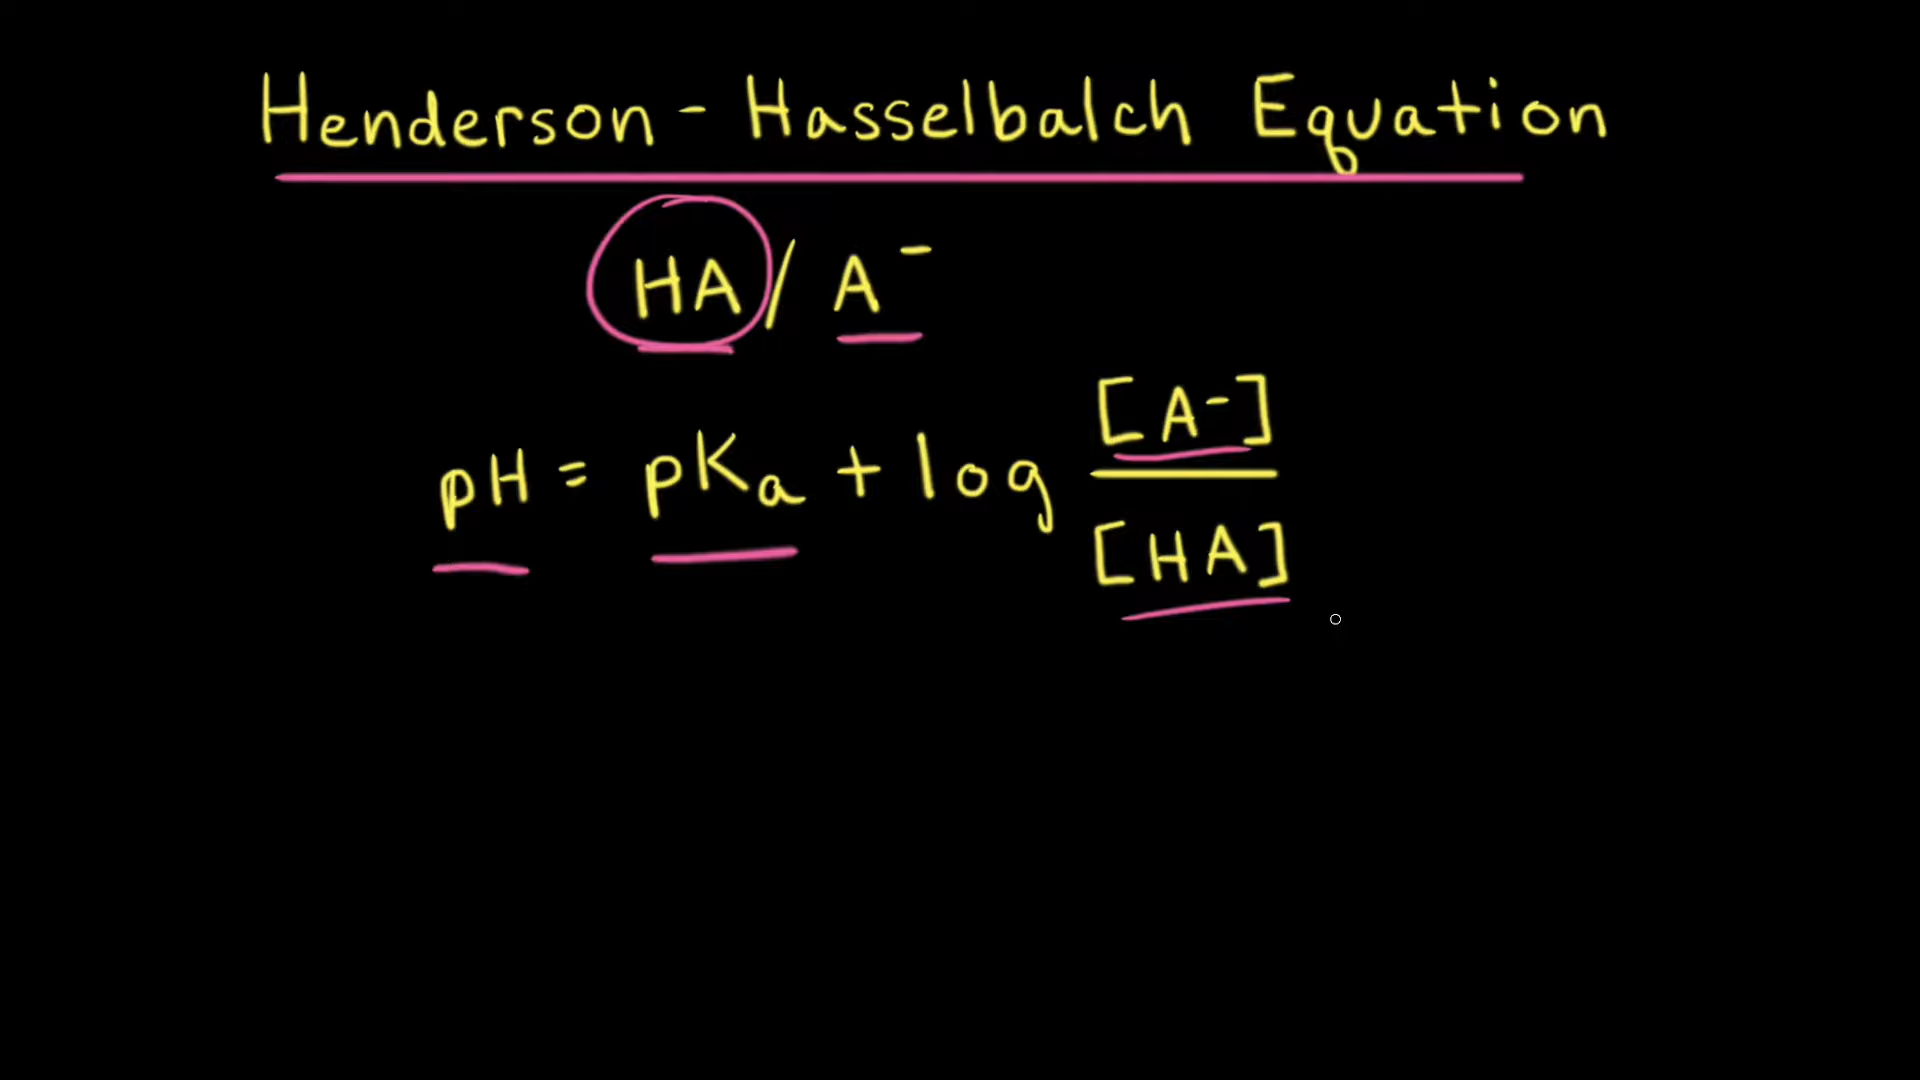 Henderson - Hasselbalch Equation
HA / A⁻
pH = pKₐ + log [A⁻] / [HA]